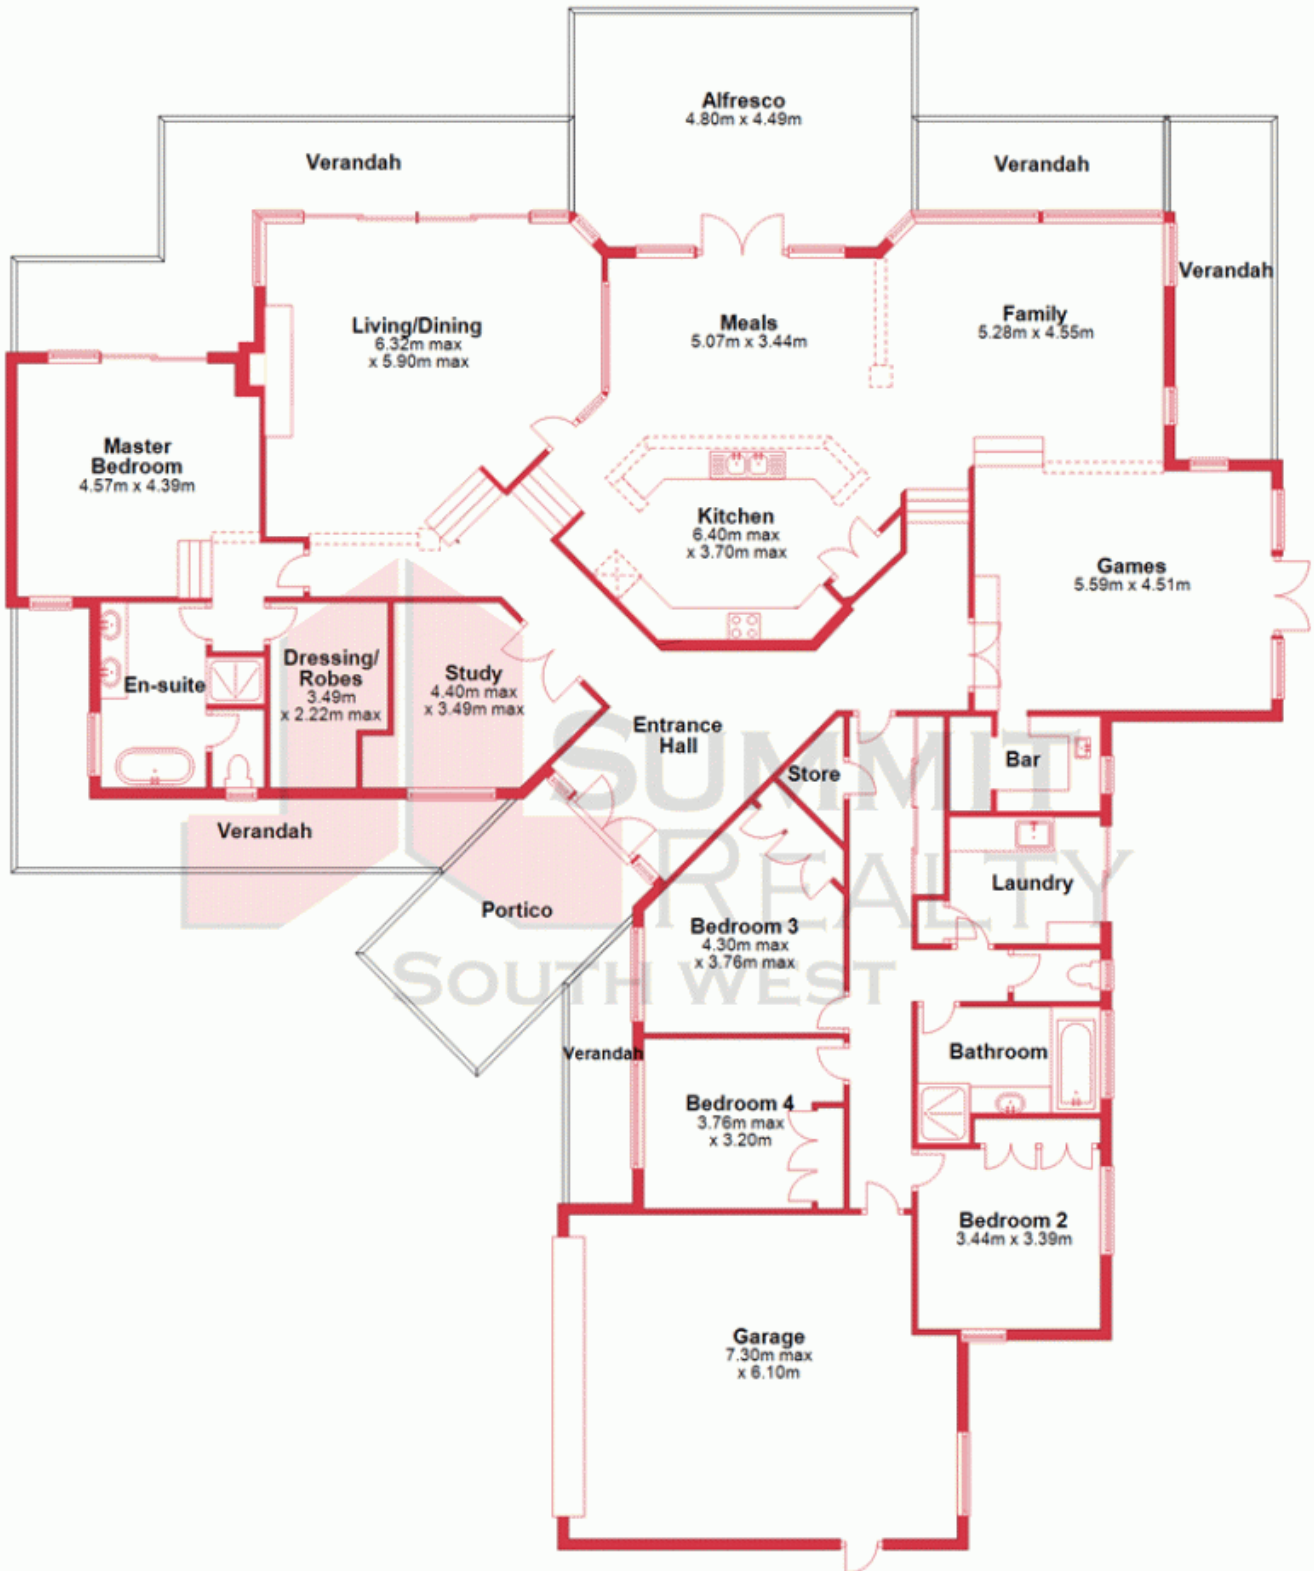 Alfresco
4.80m x 4.49m
Verandah
Verandah
Verandah
Living/Dining
6.32m max
x 5.90m max
Meals
5.07m x 3.44m
Family
5.28m x 4.55m
Master
Bedroom
4.57m x 4.39m
Kitchen
6.40m max
x 3.70m max
Games
5.59m x 4.51m
En-suite
Dressing/
Robes
3.49m
x 2.22m max
Study
4.40m max
x 3.49m max
Entrance
Hall
Store
Bar
Verandah
Laundry
Portico
Bedroom 3
4.30m max
x 3.76m max
SUMMIT
REALTY
SOUTH WEST
Verandah
Bathroom
Bedroom 4
3.76m max
x 3.20m
Bedroom 2
3.44m x 3.39m
Garage
7.30m max
x 6.10m